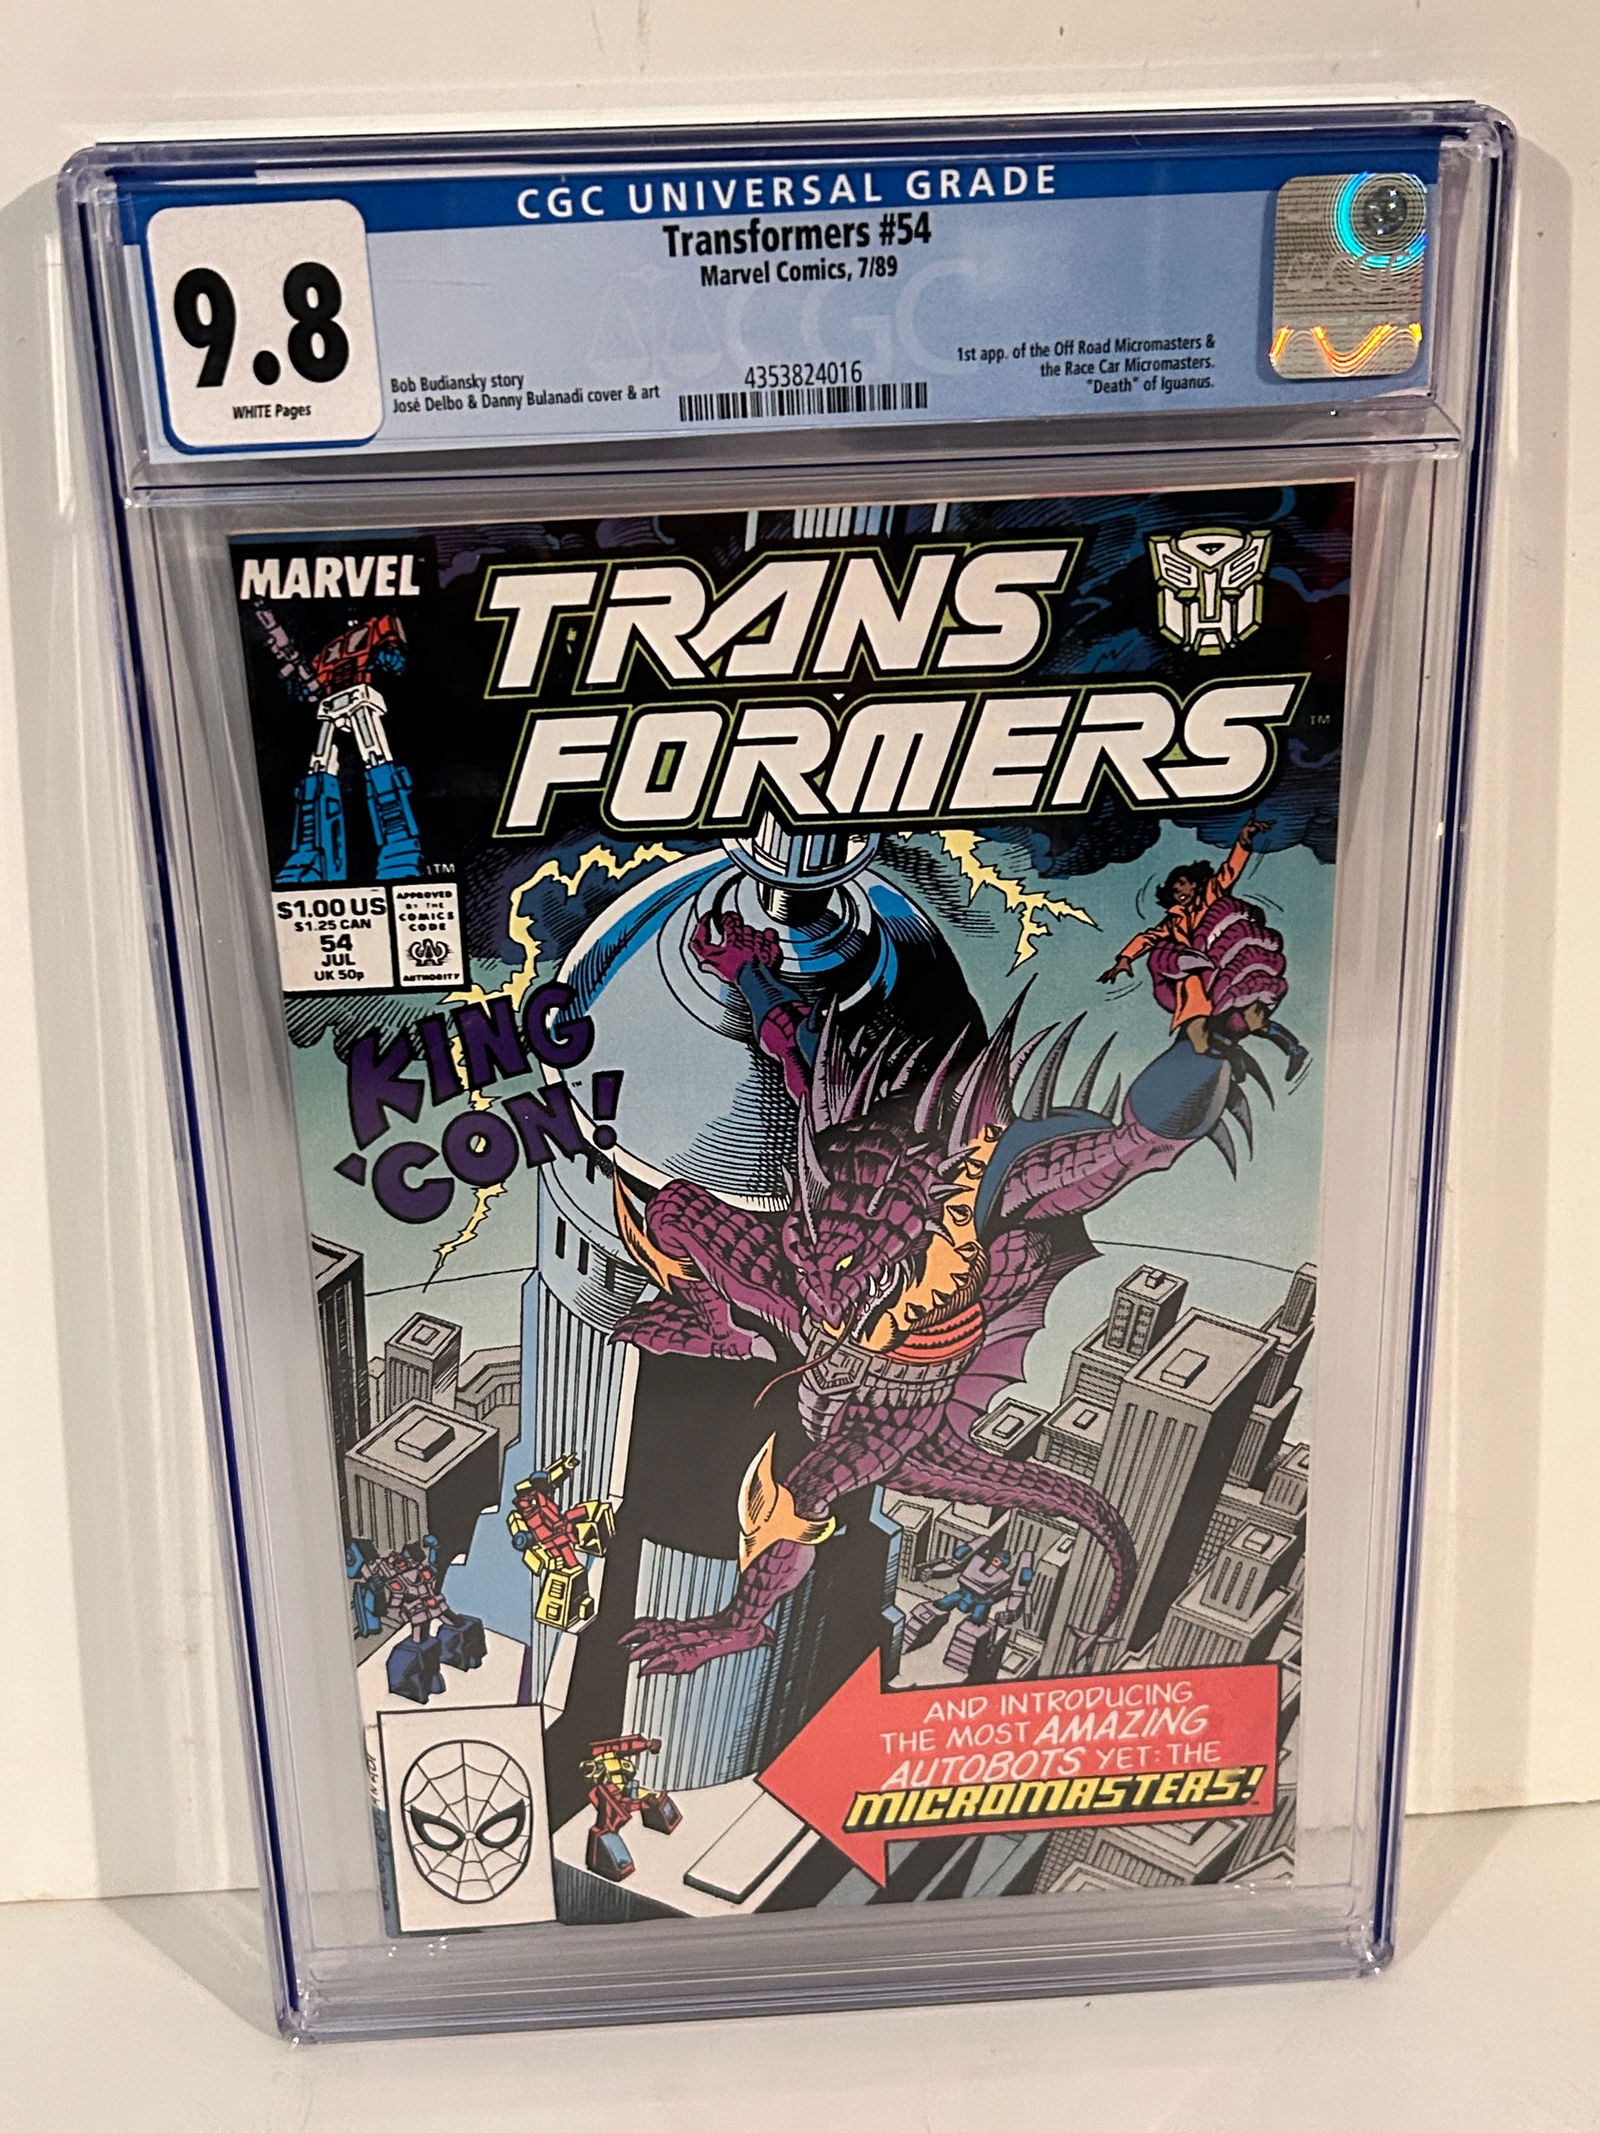 CGC UNIVERSAL GRADE
9.8
WHITE Pages
Transformers #54
Marvel Comics, 7/89
Bob Budiansky story
José Delbo & Danny Bulanadi cover & art
4353824016
1st app. of the Off Road Micromasters &
the Race Car Micromasters.
"Death" of Iguanus.
CGC
MARVEL
TRANS
FORMERS™
™
$1.00 US
$1.25 CAN
54
JUL
UK 50p
APPROVED
BY THE
COMICS
CODE
AUTHORITY
KING
'CON!™
AND INTRODUCING
THE MOST AMAZING
AUTOBOTS YET: THE
MICROMASTERS!